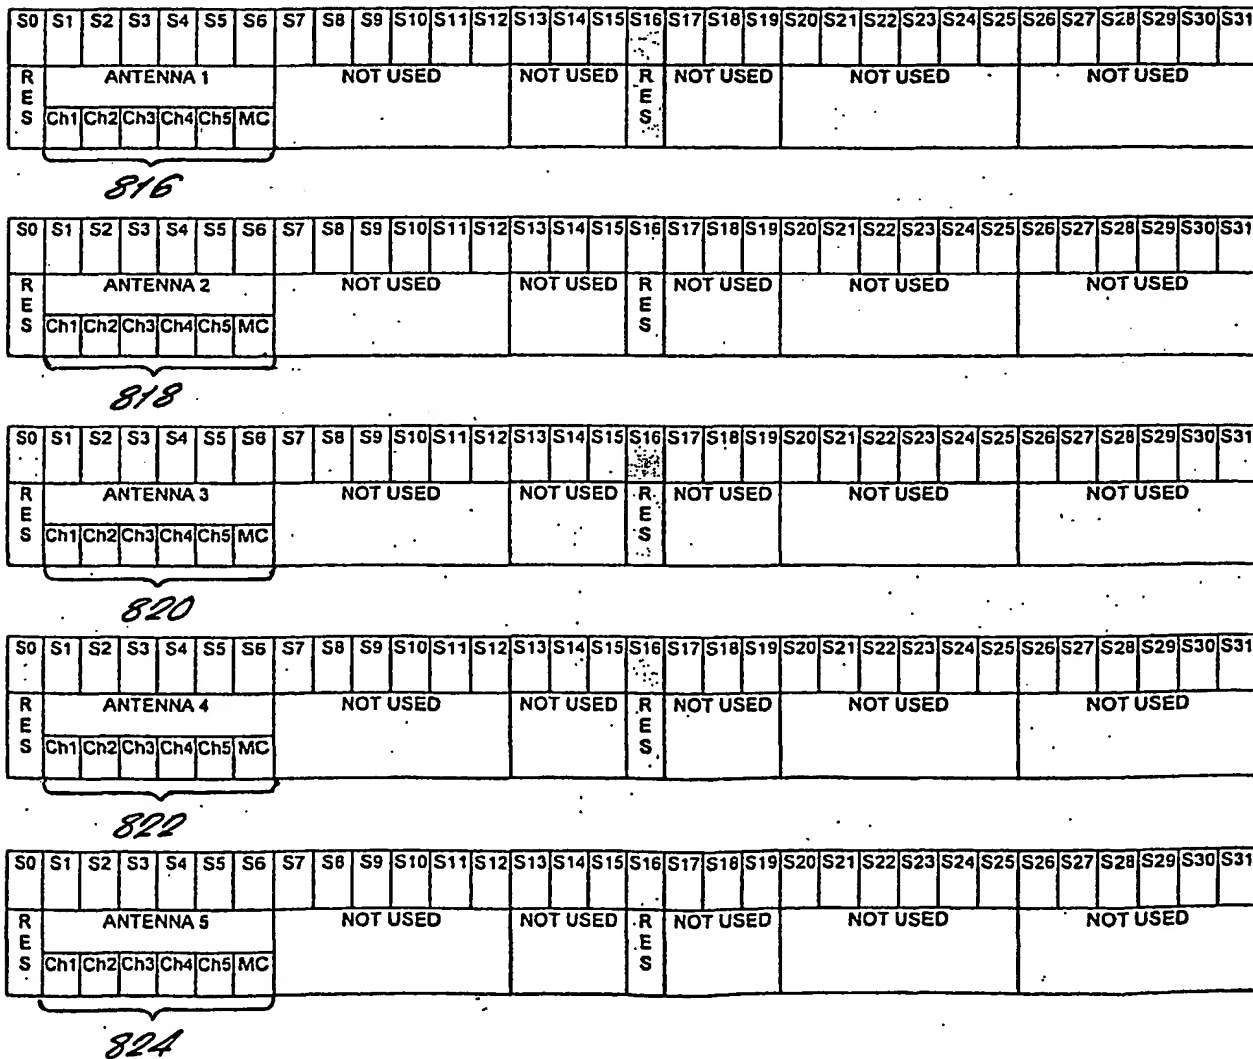 S0 S1 S2 S3 S4 S5 S6 S7 S8 S9 S10 S11 S12 S13 S14 S15 S16 S17 S18 S19 S20 S21 S22 S23 S24 S25 S26 S27 S28 S29 S30 S31
RES ANTENNA 1 NOT USED NOT USED RES NOT USED NOT USED NOT USED
Ch1 Ch2 Ch3 Ch4 Ch5 MC
816
S0 S1 S2 S3 S4 S5 S6 S7 S8 S9 S10 S11 S12 S13 S14 S15 S16 S17 S18 S19 S20 S21 S22 S23 S24 S25 S26 S27 S28 S29 S30 S31
RES ANTENNA 2 NOT USED NOT USED RES NOT USED NOT USED NOT USED
Ch1 Ch2 Ch3 Ch4 Ch5 MC
818
S0 S1 S2 S3 S4 S5 S6 S7 S8 S9 S10 S11 S12 S13 S14 S15 S16 S17 S18 S19 S20 S21 S22 S23 S24 S25 S26 S27 S28 S29 S30 S31
RES ANTENNA 3 NOT USED NOT USED RES NOT USED NOT USED NOT USED
Ch1 Ch2 Ch3 Ch4 Ch5 MC
820
S0 S1 S2 S3 S4 S5 S6 S7 S8 S9 S10 S11 S12 S13 S14 S15 S16 S17 S18 S19 S20 S21 S22 S23 S24 S25 S26 S27 S28 S29 S30 S31
RES ANTENNA 4 NOT USED NOT USED RES NOT USED NOT USED NOT USED
Ch1 Ch2 Ch3 Ch4 Ch5 MC
822
S0 S1 S2 S3 S4 S5 S6 S7 S8 S9 S10 S11 S12 S13 S14 S15 S16 S17 S18 S19 S20 S21 S22 S23 S24 S25 S26 S27 S28 S29 S30 S31
RES ANTENNA 5 NOT USED NOT USED RES NOT USED NOT USED NOT USED
Ch1 Ch2 Ch3 Ch4 Ch5 MC
824